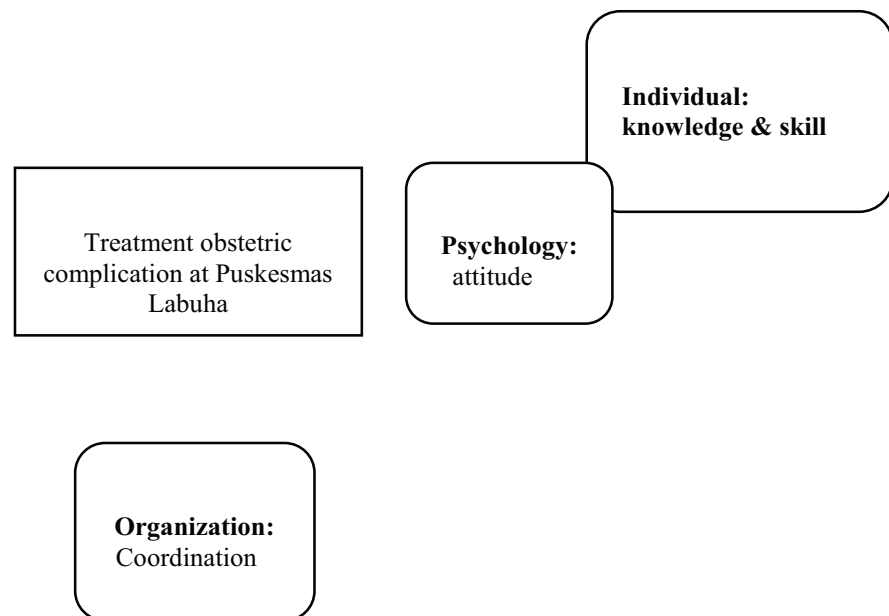 Individual:
knowledge & skill
Treatment obstetric
complication at Puskesmas
Labuha
Psychology:
attitude
Organization:
Coordination